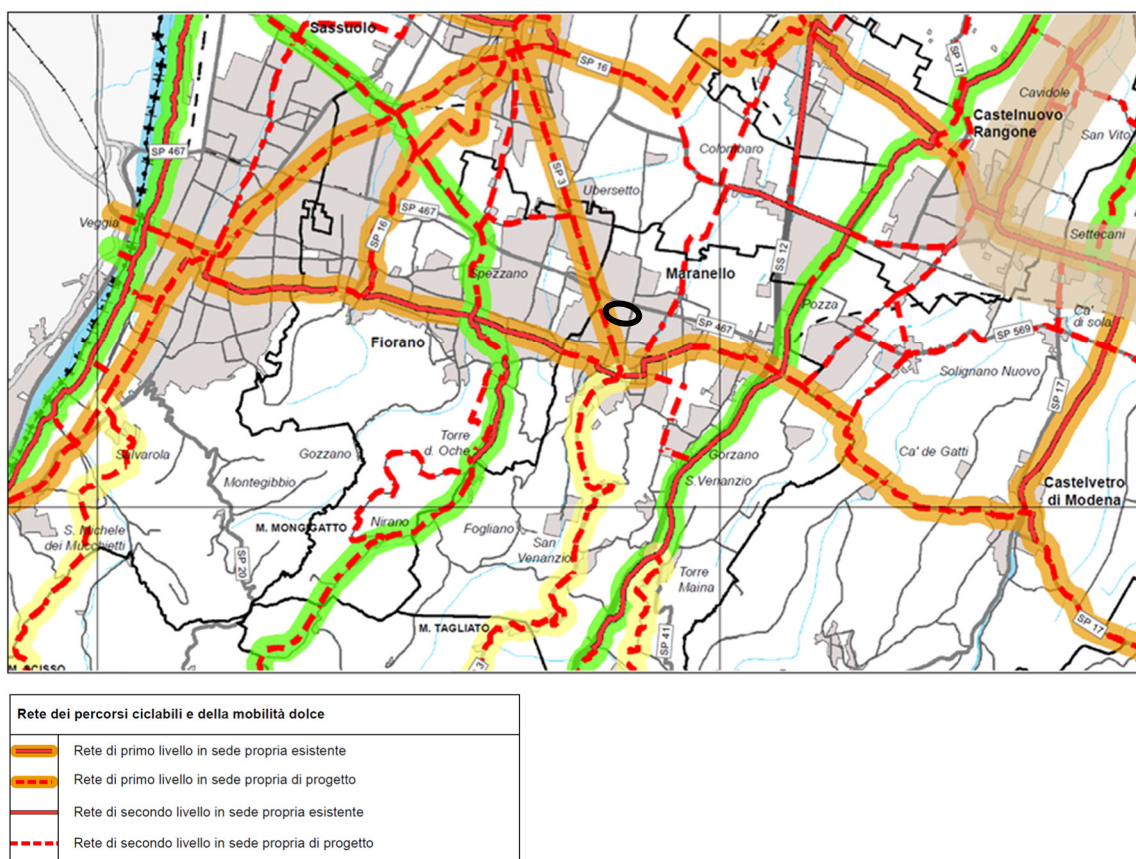 Sassuolo
SP 16
SP 17
Cavidole
Castelnuovo
Rangone
San Vito
SP 467
Colombaro
SP 3
Ubersetto
Veggia
SP 467
SP 16
Settecani
Spezzano
Maranello
SS 12
Pozza
Ca'
di sola
SP 467
SP 569
Fiorano
Solignano Nuovo
SP 17
Torre
d. Oche
Salvarola
Gozzano
Gorzano
Ca' de Gatti
Montegibbio
S. Venanzio
Castelvetro
di Modena
M. MONGIGATTO
Nirano
Fogliano
S. Michele
dei Mucchietti
San
Venanzio
SP 20
Torre
Maina
M. TAGLIATO
SP 41
SP 17
Rete dei percorsi ciclabili e della mobilità dolce
Rete di primo livello in sede propria esistente
Rete di primo livello in sede propria di progetto
Rete di secondo livello in sede propria esistente
Rete di secondo livello in sede propria di progetto